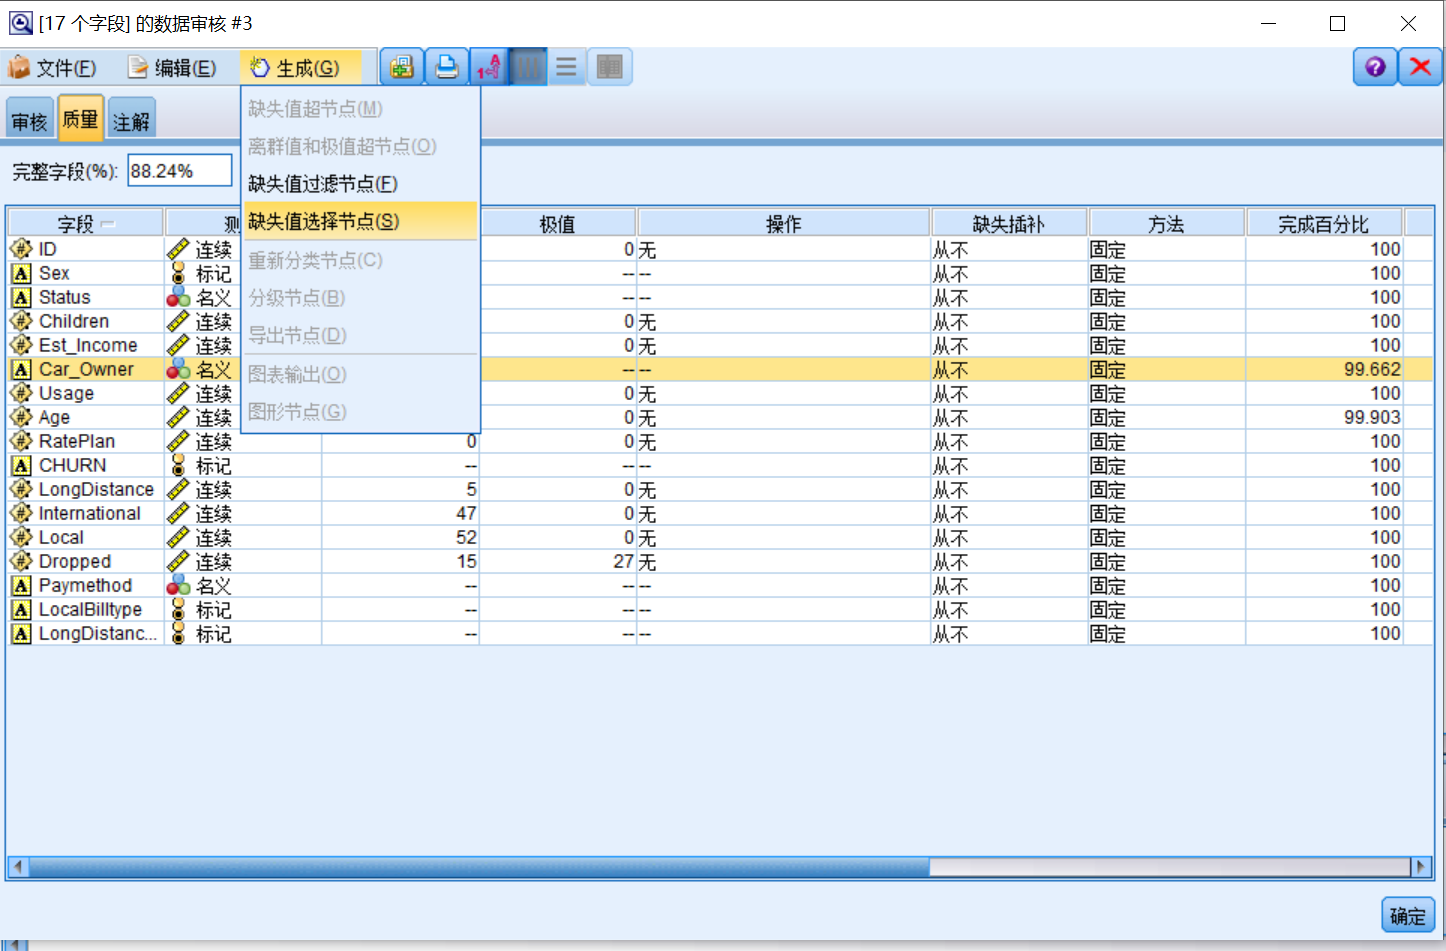 [17 个字段] 的数据审核 #3
文件(F) 编辑(E) 生成(G)
审核 质量 注解
缺失值超节点(M)
离群值和极值超节点(O)
缺失值过滤节点(F)
缺失值选择节点(S)
重新分类节点(C)
分级节点(B)
导出节点(D)
图表输出(O)
图形节点(G)
完整字段(%): 88.24%
字段 测 极值 操作 缺失插补 方法 完成百分比
ID 连续 0 无 从不 固定 100
Sex 标记 -- -- 从不 固定 100
Status 名义 -- -- 从不 固定 100
Children 连续 0 无 从不 固定 100
Est_Income 连续 0 无 从不 固定 100
Car_Owner 名义 -- -- 从不 固定 99.662
Usage 连续 0 无 从不 固定 100
Age 连续 0 无 从不 固定 99.903
RatePlan 连续 0 0 无 从不 固定 100
CHURN 标记 -- -- -- 从不 固定 100
LongDistance 连续 5 0 无 从不 固定 100
International 连续 47 0 无 从不 固定 100
Local 连续 52 0 无 从不 固定 100
Dropped 连续 15 27 无 从不 固定 100
Paymethod 名义 -- -- -- 从不 固定 100
LocalBilltype 标记 -- -- -- 从不 固定 100
LongDistanc... 标记 -- -- -- 从不 固定 100
确定